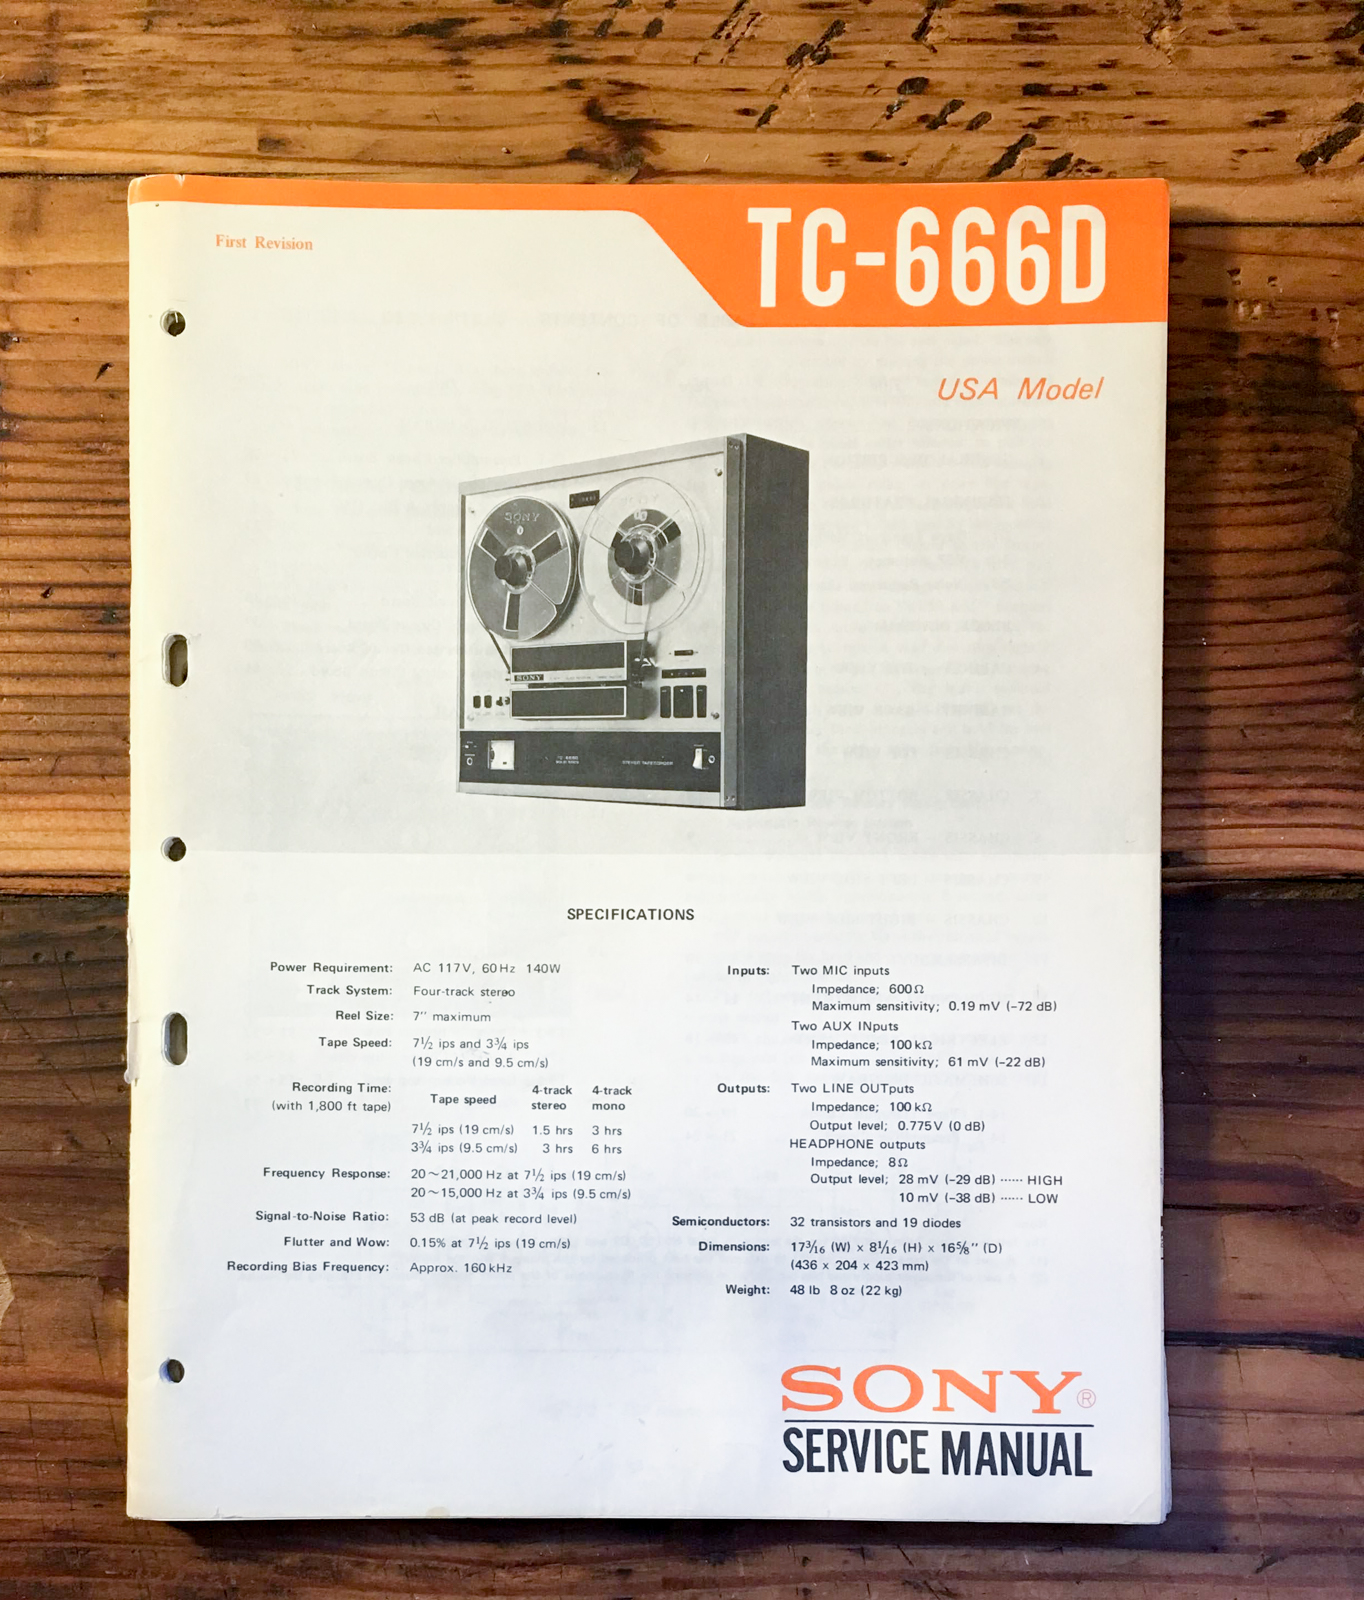 First Revision
TC-666D
USA Model
SONY
SONY
SPECIFICATIONS
Power Requirement: AC 117V, 60Hz 140W
Track System: Four-track stereo
Reel Size: 7" maximum
Tape Speed: 7½ ips and 3¾ ips
(19 cm/s and 9.5 cm/s)
Recording Time: Tape speed 4-track stereo 4-track mono
(with 1,800 ft tape)
7½ ips (19 cm/s) 1.5 hrs 3 hrs
3¾ ips (9.5 cm/s) 3 hrs 6 hrs
Frequency Response: 20~21,000 Hz at 7½ ips (19 cm/s)
20~15,000 Hz at 3¾ ips (9.5 cm/s)
Signal-to-Noise Ratio: 53 dB (at peak record level)
Flutter and Wow: 0.15% at 7½ ips (19 cm/s)
Recording Bias Frequency: Approx. 160 kHz
Inputs: Two MIC inputs
Impedance; 600Ω
Maximum sensitivity; 0.19 mV (-72 dB)
Two AUX INputs
Impedance; 100 kΩ
Maximum sensitivity; 61 mV (-22 dB)
Outputs: Two LINE OUTputs
Impedance; 100 kΩ
Output level; 0.775V (0 dB)
HEADPHONE outputs
Impedance; 8Ω
Output level; 28 mV (-29 dB) ······ HIGH
10 mV (-38 dB) ······ LOW
Semiconductors: 32 transistors and 19 diodes
Dimensions: 17³⁄₁₆ (W) x 8¹⁄₁₆ (H) x 16⅝" (D)
(436 x 204 x 423 mm)
Weight: 48 lb 8 oz (22 kg)
SONY®
SERVICE MANUAL